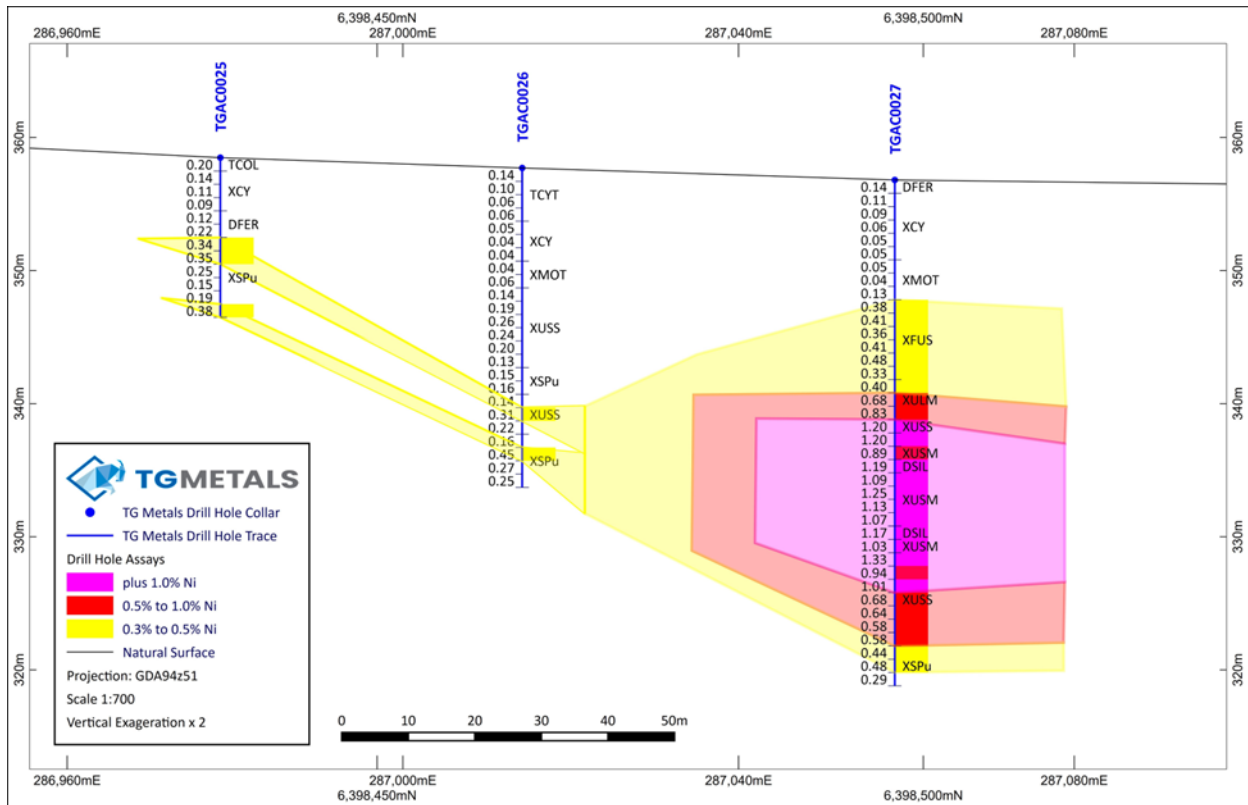 6,398,450mN 6,398,500mN
286,960mE 287,000mE 287,040mE 287,080mE
TGAC0025
TGAC0026
TGAC0027
360m
350m
340m
330m
320m
360m
350m
340m
330m
320m
0.20 TCOL
0.14
0.11 XCY
0.09
0.12 DFER
0.22
0.34
0.35
0.25 XSPu
0.15
0.19
0.38
0.14
0.10 TCYT
0.06
0.06
0.05
0.04 XCY
0.04 XMOT
0.06
0.14
0.19
0.26 XUSS
0.24
0.20
0.13
0.15 XSPu
0.16
0.14
0.31 XUSS
0.22
0.16
0.45 XSPu
0.27
0.25
0.14 DFER
0.11
0.09
0.06 XCY
0.05
0.05
0.05
0.04 XMOT
0.13
0.38
0.41
0.36 XFUS
0.41
0.48
0.33
0.40
0.68 XULM
0.83
1.20 XUSS
1.20
0.89 XUSM
1.19 DSIL
1.09
1.25 XUSM
1.13
1.07
1.17 DSIL
1.03 XUSM
1.33
0.94
1.01
0.68 XUSS
0.64
0.58
0.58
0.44
0.48 XSPu
0.29
TGMETALS
TG Metals Drill Hole Collar
TG Metals Drill Hole Trace
Drill Hole Assays
plus 1.0% Ni
0.5% to 1.0% Ni
0.3% to 0.5% Ni
Natural Surface
Projection: GDA94z51
Scale 1:700
Vertical Exageration x 2
0 10 20 30 40 50m
286,960mE 287,000mE 287,040mE 287,080mE
6,398,450mN 6,398,500mN